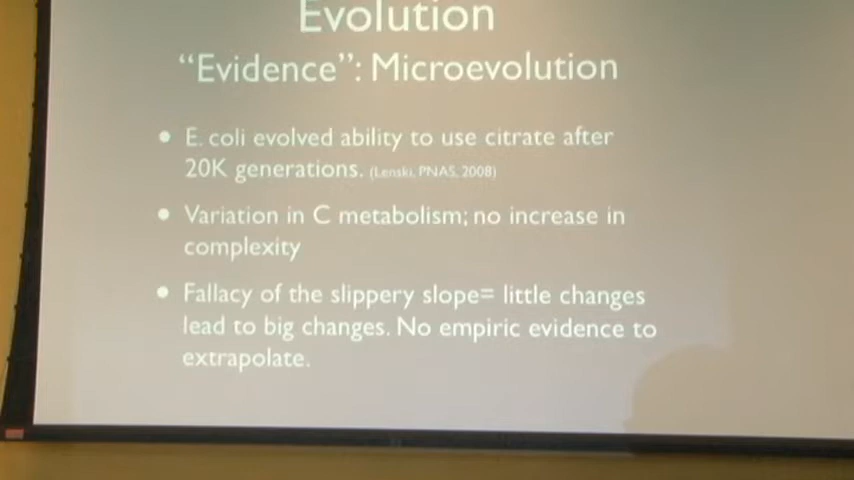 Evolution
“Evidence”: Microevolution
• E. coli evolved ability to use citrate after
20K generations. (Lenski, PNAS, 2008)
• Variation in C metabolism; no increase in
complexity
• Fallacy of the slippery slope= little changes
lead to big changes. No empiric evidence to
extrapolate.